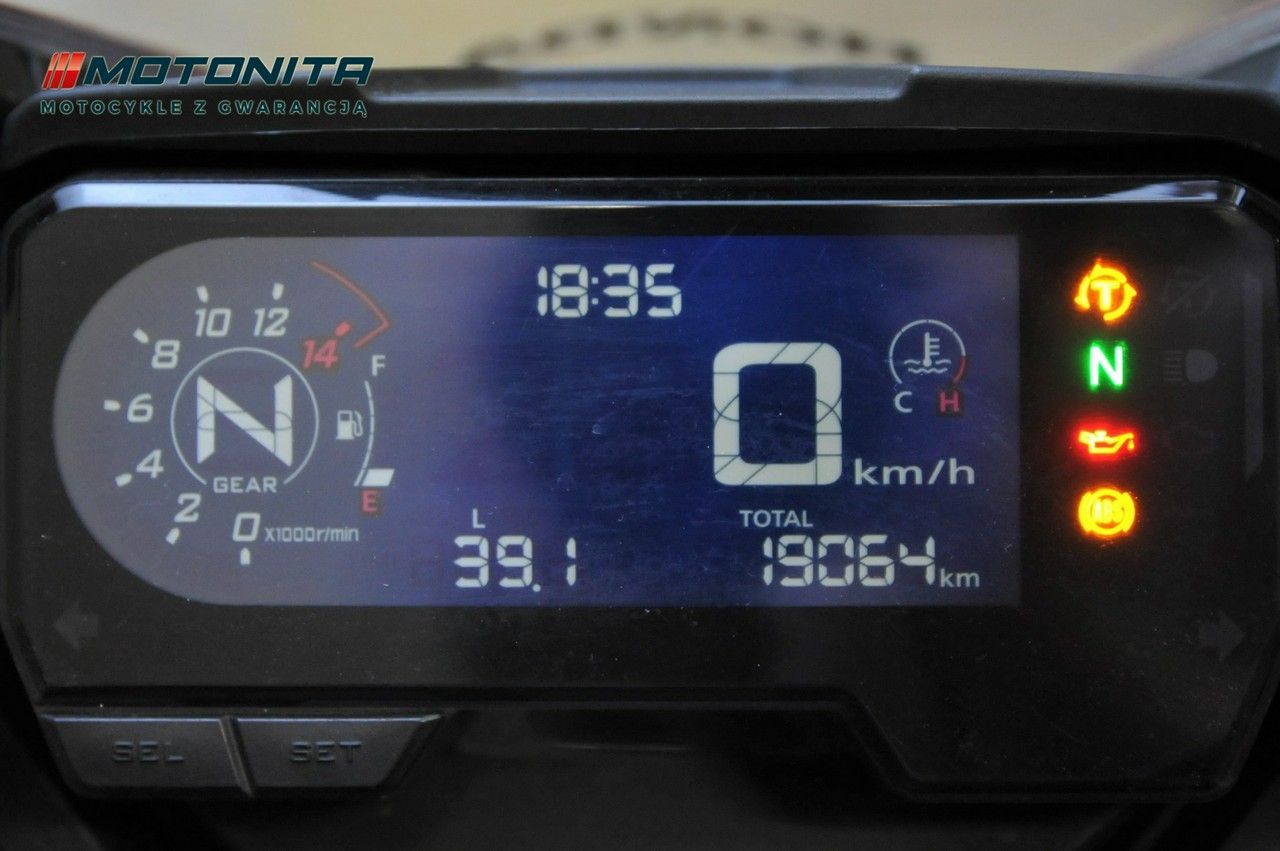 MOTONITA
MOTOCYKLE Z GWARANCJĄ
18:35
10 12
14
8
F
6
N
0
C H
4
km/h
GEAR
E
2
0 X1000r/min
L
39.1
TOTAL
19064 km
T
N
ABS
SEL SET